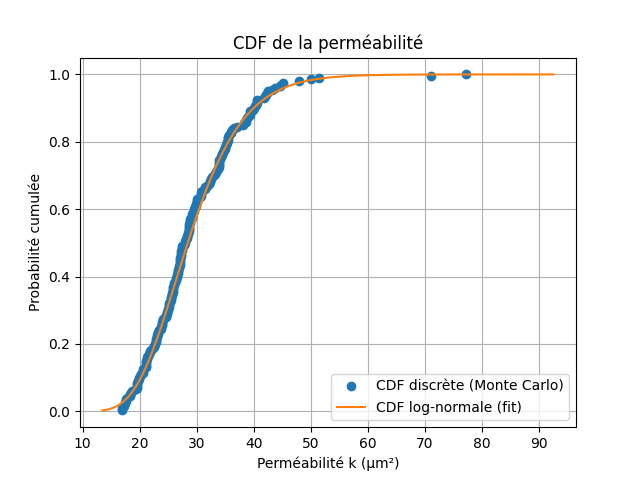 CDF de la perméabilité
Probabilité cumulée
1.0
0.8
0.6
0.4
0.2
0.0
CDF discrète (Monte Carlo)
CDF log-normale (fit)
10 20 30 40 50 60 70 80 90
Perméabilité k (µm²)